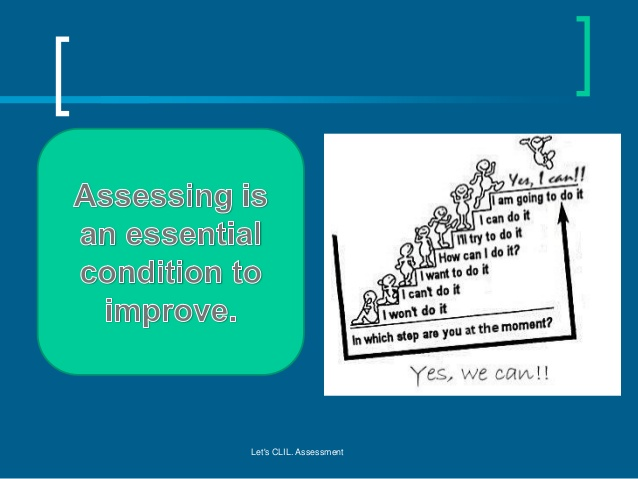 Assessing is
an essential
condition to
improve.
Yes, I can!!
I am going to do it
I can do it
I'll try to do it
How can I do it?
I want to do it
I can't do it
I won't do it
In which step are you at the moment?
Yes, we can!!
Let's CLIL. Assessment